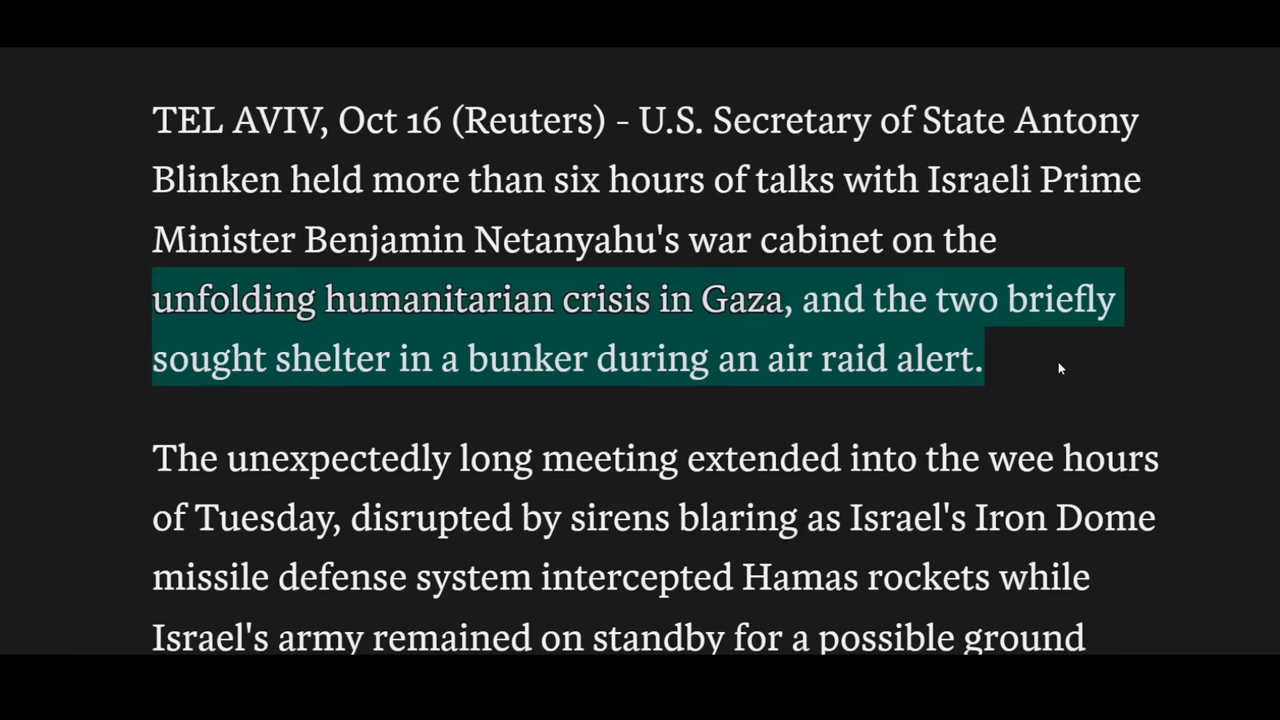 TEL AVIV, Oct 16 (Reuters) - U.S. Secretary of State Antony
Blinken held more than six hours of talks with Israeli Prime
Minister Benjamin Netanyahu's war cabinet on the
unfolding humanitarian crisis in Gaza, and the two briefly
sought shelter in a bunker during an air raid alert.
The unexpectedly long meeting extended into the wee hours
of Tuesday, disrupted by sirens blaring as Israel's Iron Dome
missile defense system intercepted Hamas rockets while
Israel's army remained on standby for a possible ground